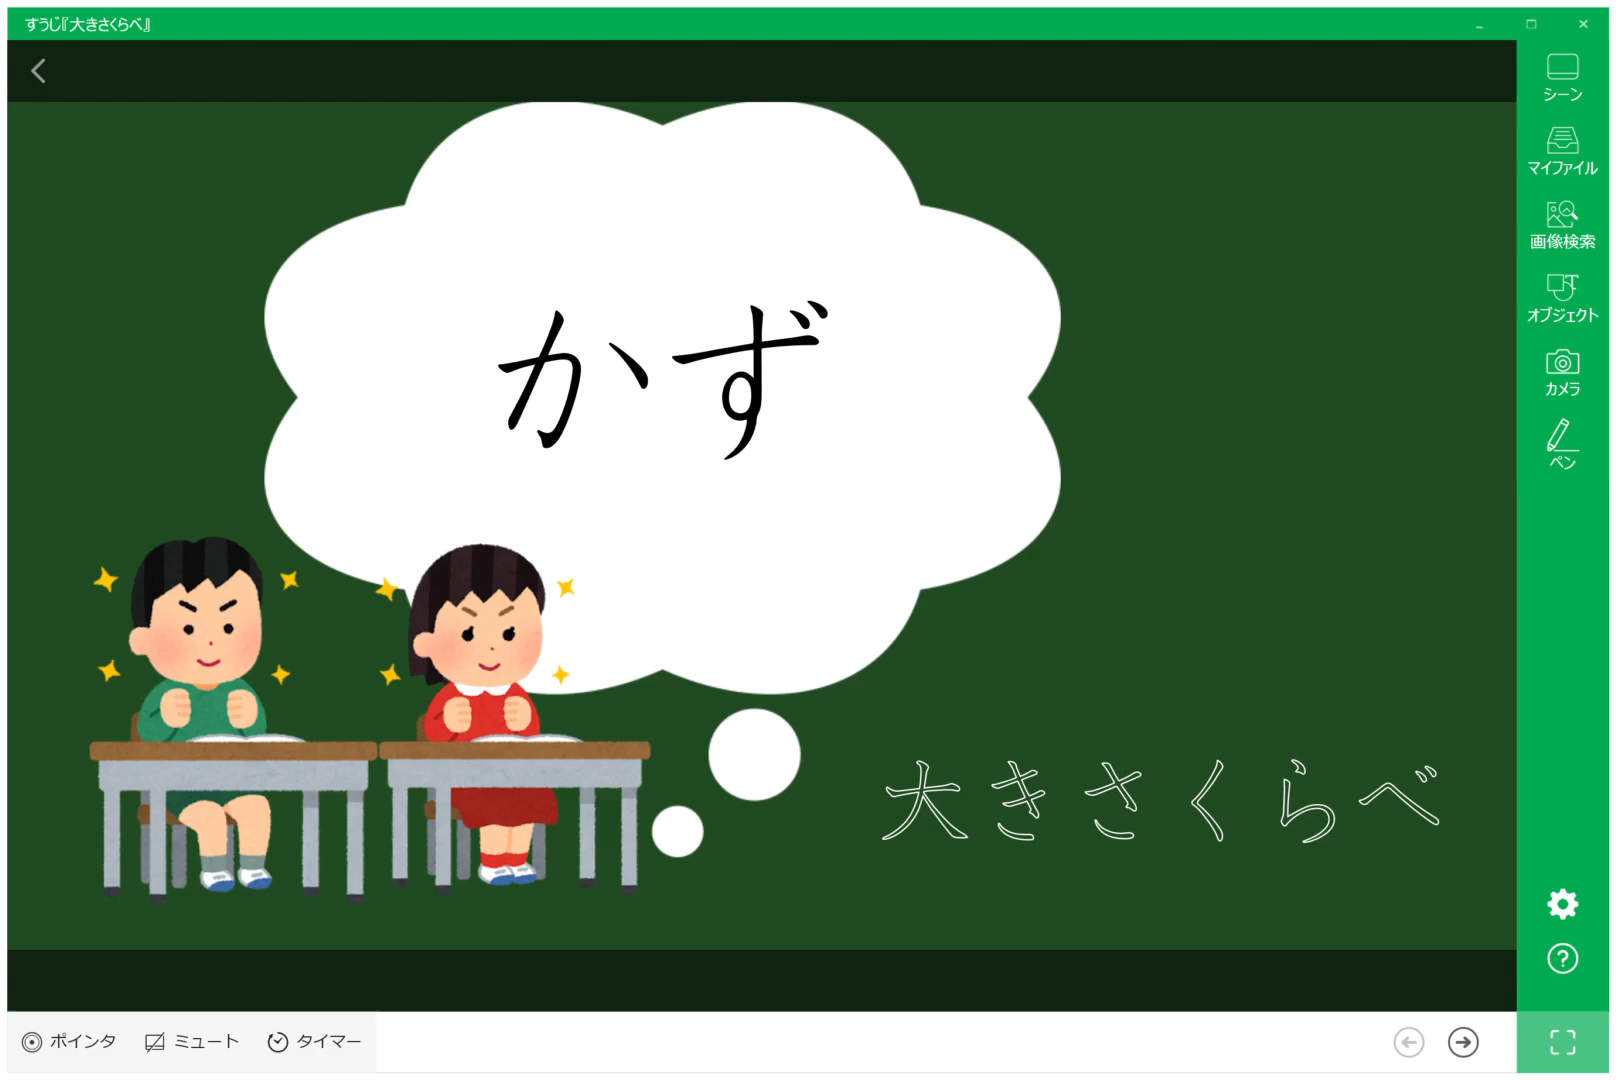 すうじ『大きさくらべ』
シーン
マイファイル
画像検索
オブジェクト
カメラ
ペン
かず
大きさくらべ
ポインタ
ミュート
タイマー